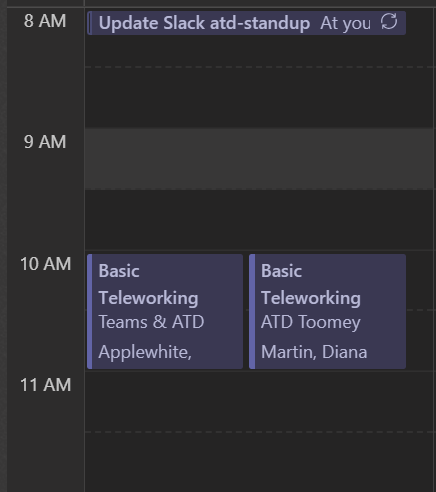 8 AM
Update Slack atd-standup At you
9 AM
10 AM
Basic
Teleworking
Teams & ATD
Applewhite,
Basic
Teleworking
ATD Toomey
Martin, Diana
11 AM